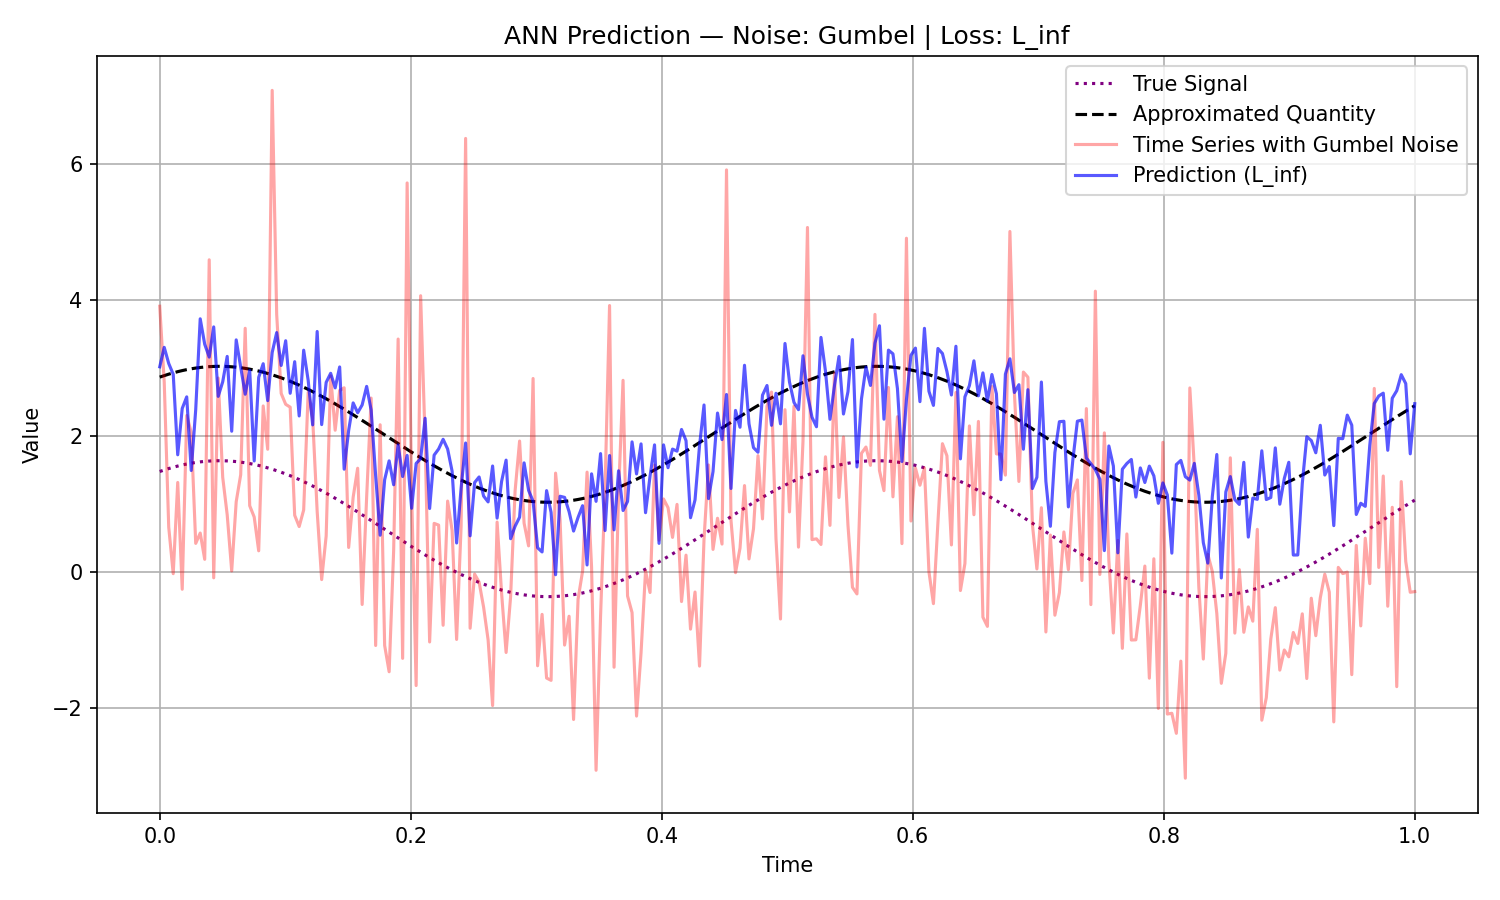 ANN Prediction — Noise: Gumbel | Loss: L_inf
True Signal
Approximated Quantity
Time Series with Gumbel Noise
Prediction (L_inf)
Value
6
4
2
0
−2
0.0 0.2 0.4 0.6 0.8 1.0
Time